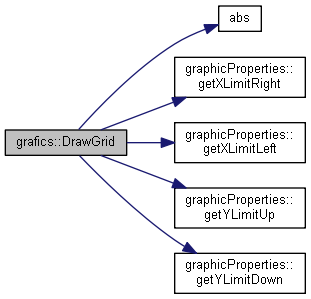 abs
graphicProperties::
getXLimitRight
grafics::DrawGrid
graphicProperties::
getXLimitLeft
graphicProperties::
getYLimitUp
graphicProperties::
getYLimitDown